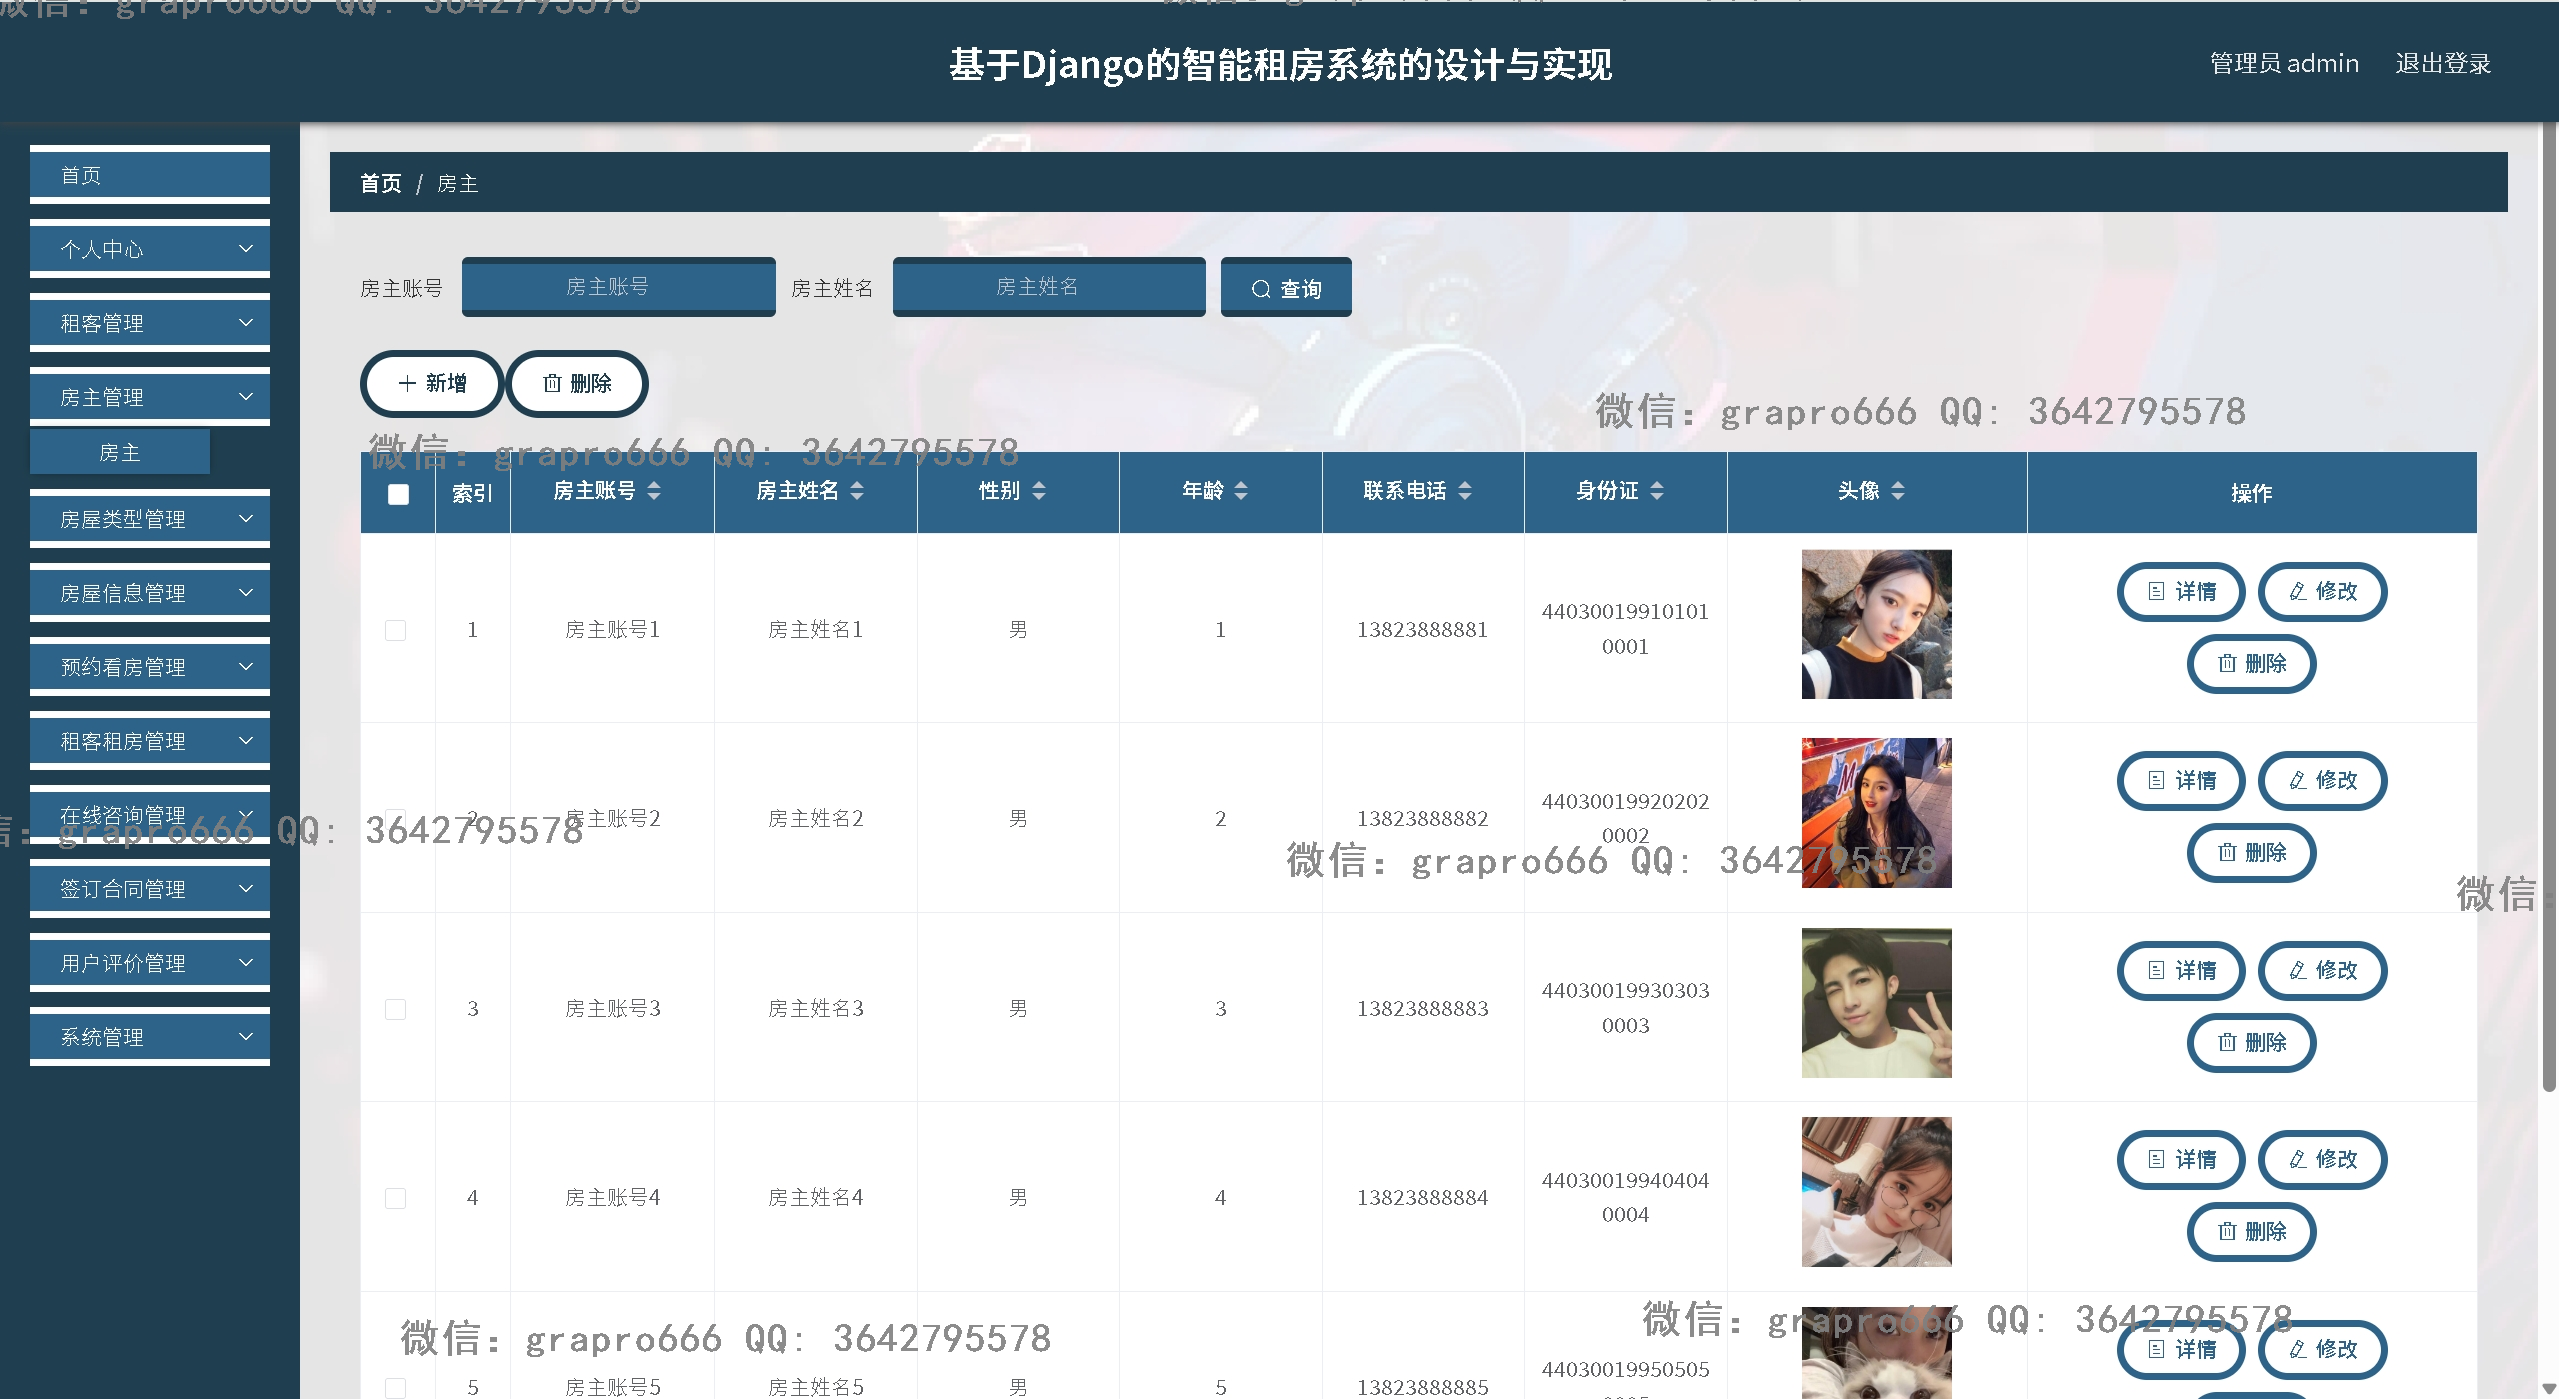 微信: grapro666 QQ: 3642795578
基于Django的智能租房系统的设计与实现
管理员 admin 退出登录
首页
个人中心
租客管理
房主管理
房主
房屋类型管理
房屋信息管理
预约看房管理
租客租房管理
在线咨询管理
签订合同管理
用户评价管理
系统管理
首页 / 房主
房主账号 房主账号 房主姓名 房主姓名 查询
新增 删除
微信: grapro666 QQ: 3642795578
微信: grapro666 QQ: 3642795578
索引 房主账号 房主姓名 性别 年龄 联系电话 身份证 头像 操作
1 房主账号1 房主姓名1 男 1 13823888881 44030019910101
0001
详情 修改
删除
2 房主账号2 房主姓名2 男 2 13823888882 44030019920202
0002
详情 修改
删除
信: grapro666 QQ: 3642795578
微信: grapro666 QQ: 3642795578
微信:
3 房主账号3 房主姓名3 男 3 13823888883 44030019930303
0003
详情 修改
删除
4 房主账号4 房主姓名4 男 4 13823888884 44030019940404
0004
详情 修改
删除
微信: grapro666 QQ: 3642795578
微信: grapro666 QQ: 3642795578
5 房主账号5 房主姓名5 男 5 13823888885 44030019950505
详情 修改